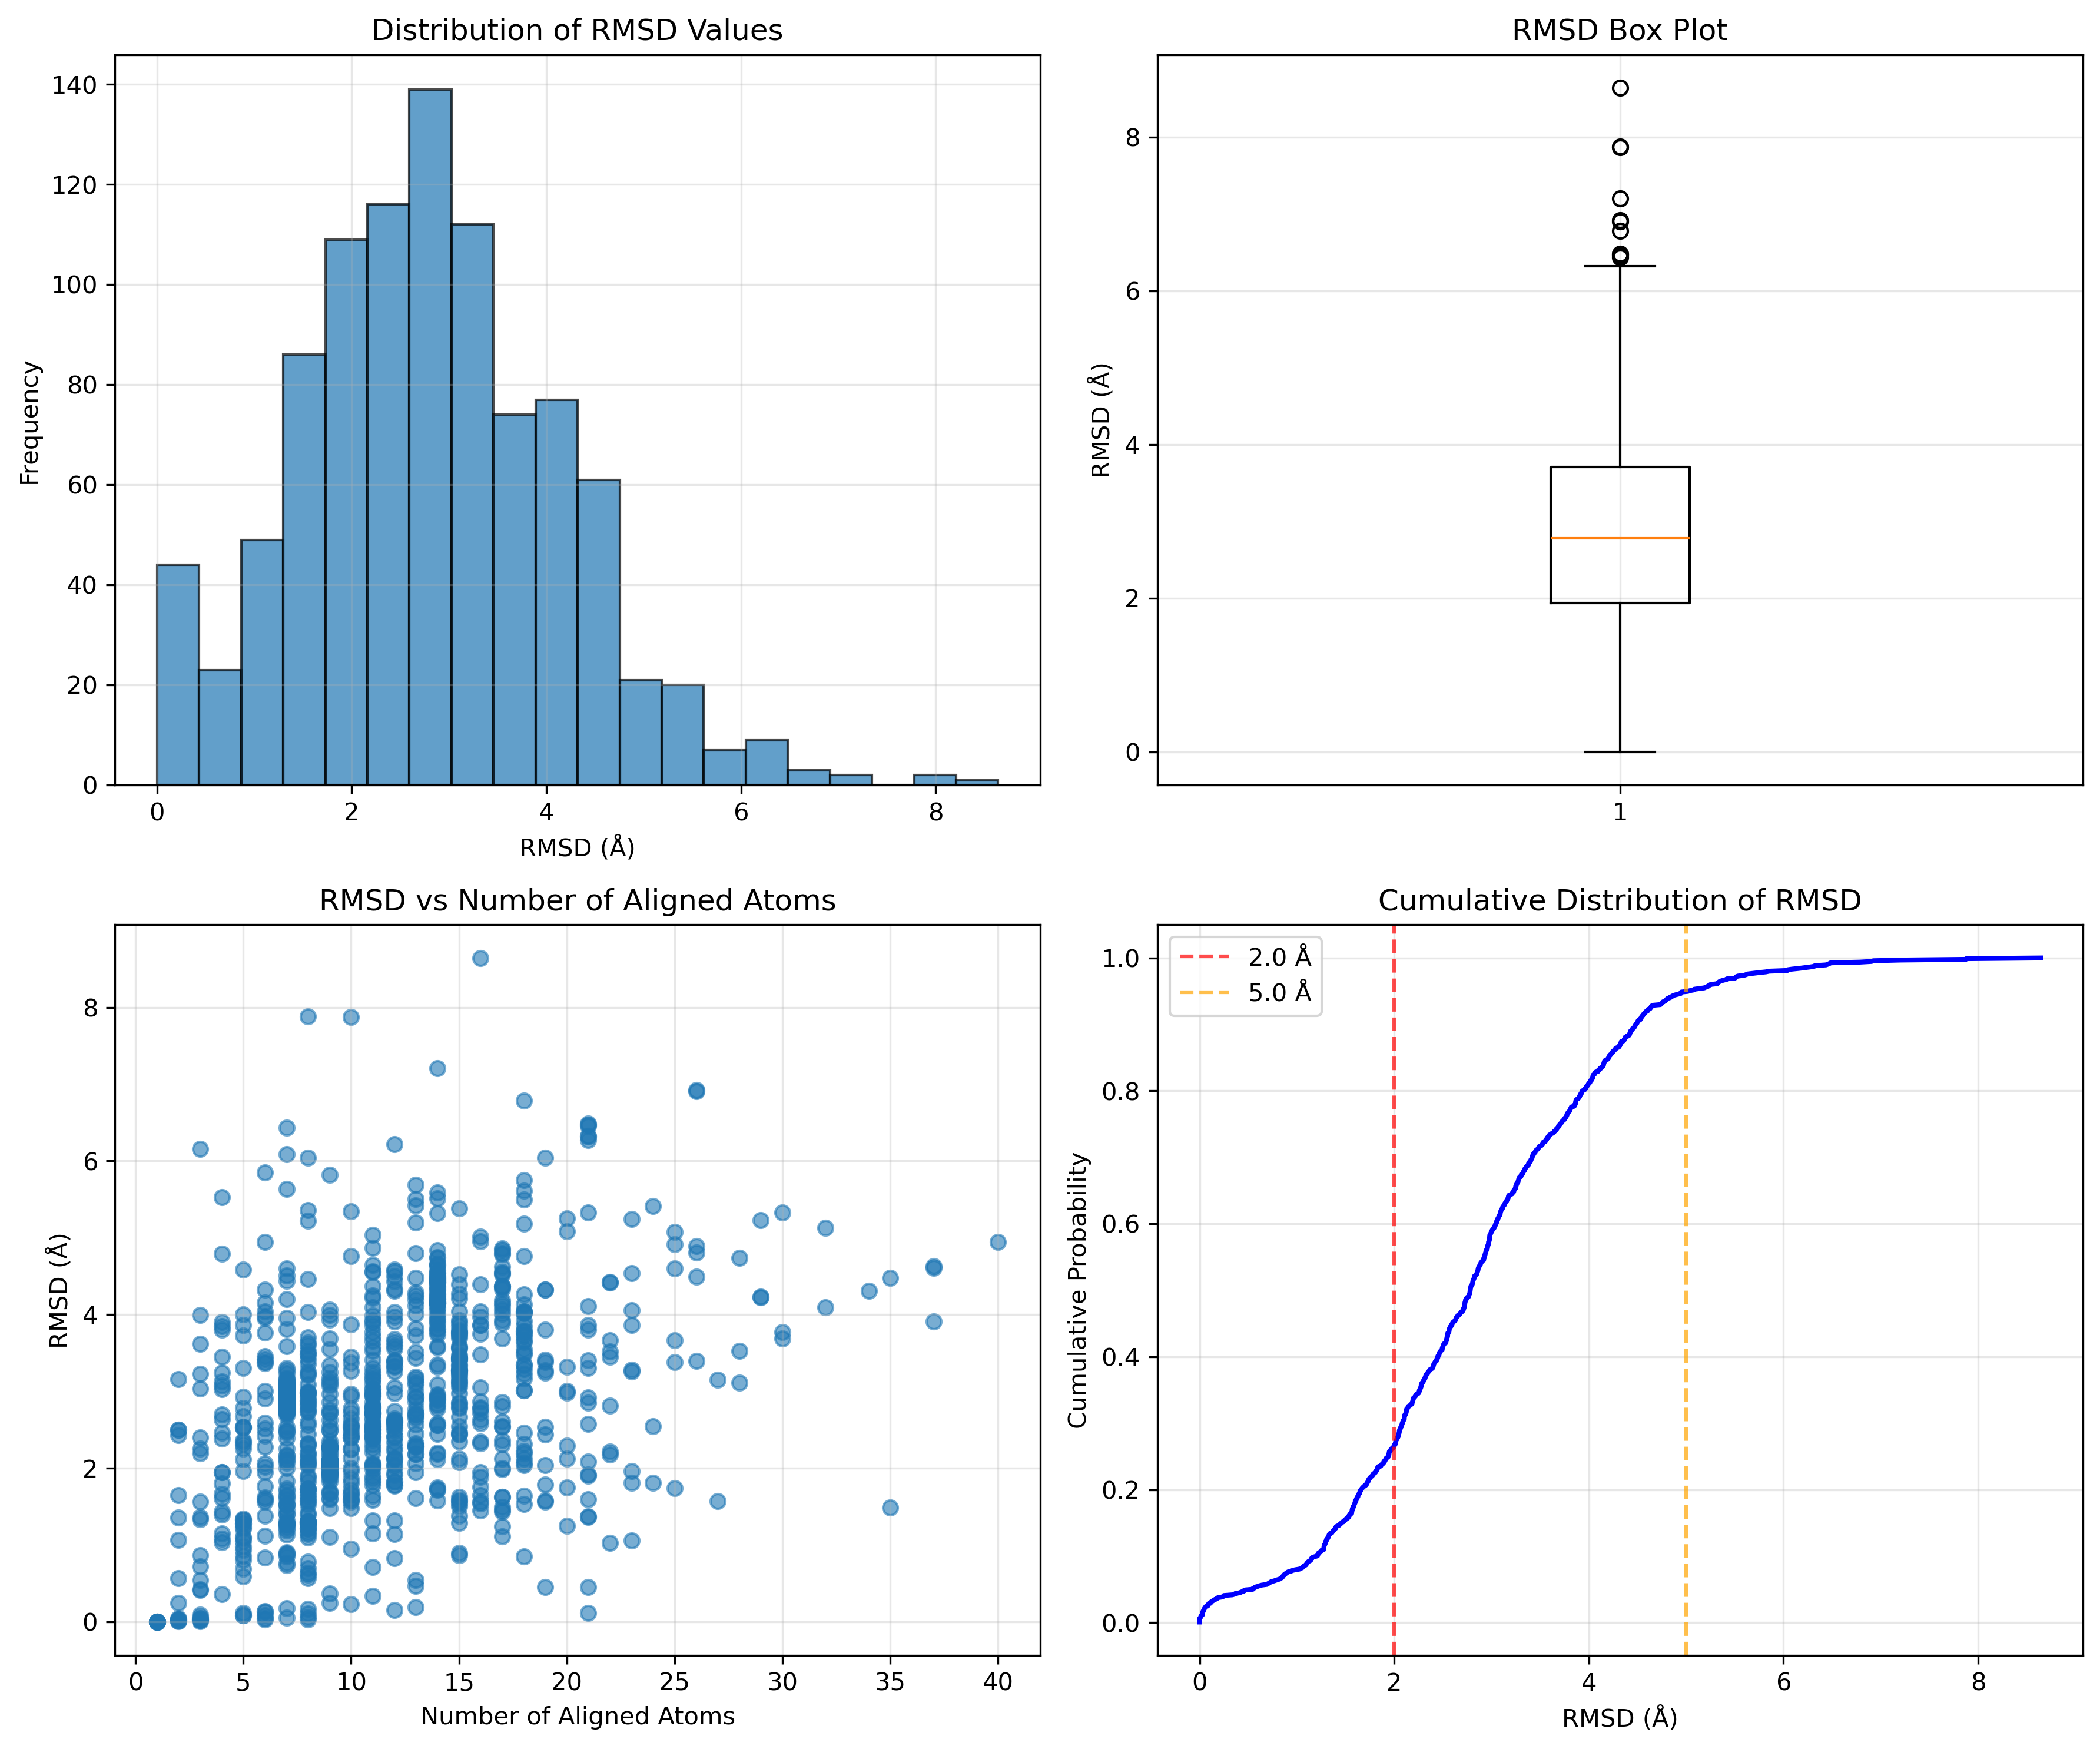 Distribution of RMSD Values
140
120
100
80
60
40
20
0
Frequency
0 2 4 6 8
RMSD (Å)
RMSD Box Plot
8
6
4
2
0
RMSD (Å)
1
RMSD vs Number of Aligned Atoms
8
6
4
2
0
RMSD (Å)
0 5 10 15 20 25 30 35 40
Number of Aligned Atoms
Cumulative Distribution of RMSD
2.0 Å
5.0 Å
1.0
0.8
0.6
0.4
0.2
0.0
Cumulative Probability
0 2 4 6 8
RMSD (Å)